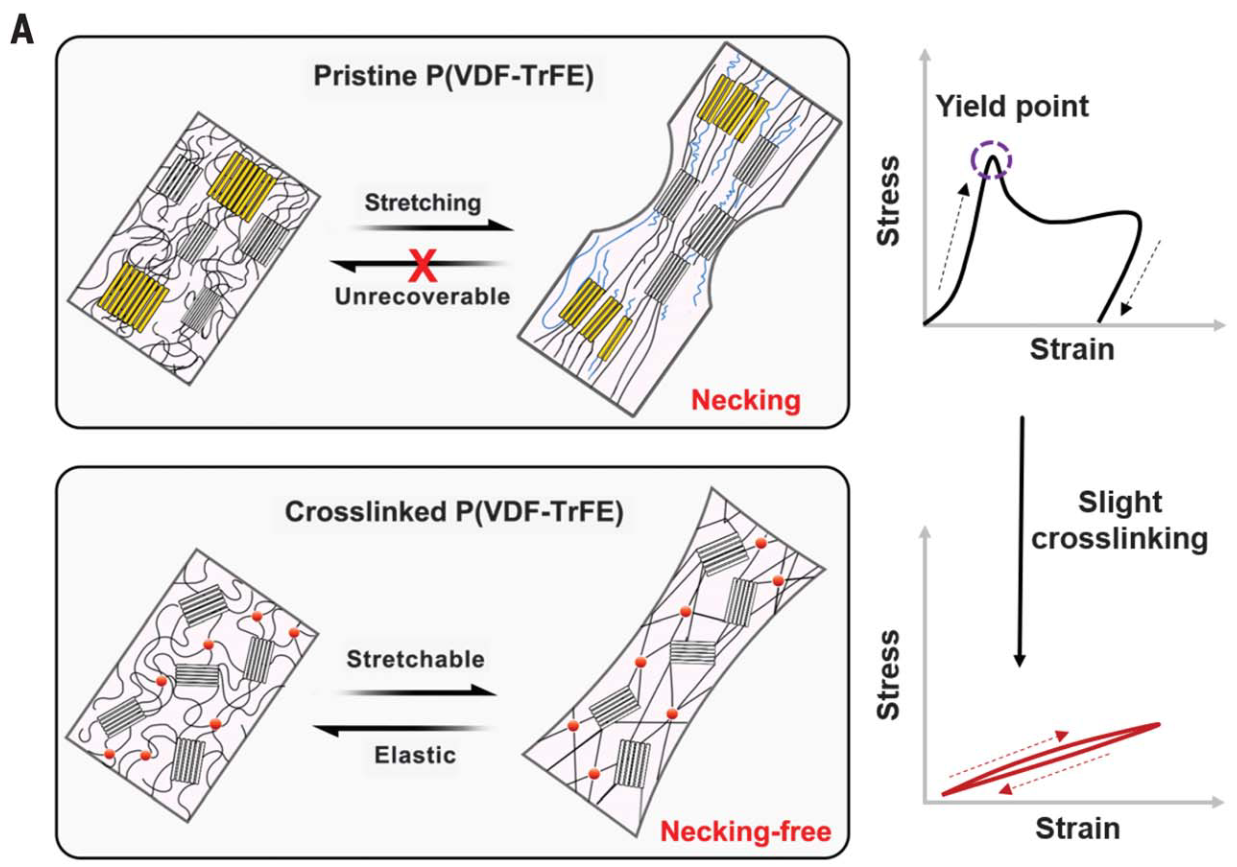 A
Pristine P(VDF-TrFE)
Stretching
X
Unrecoverable
Necking
Yield point
Stress
Strain
Slight
crosslinking
Crosslinked P(VDF-TrFE)
Stretchable
Elastic
Necking-free
Stress
Strain